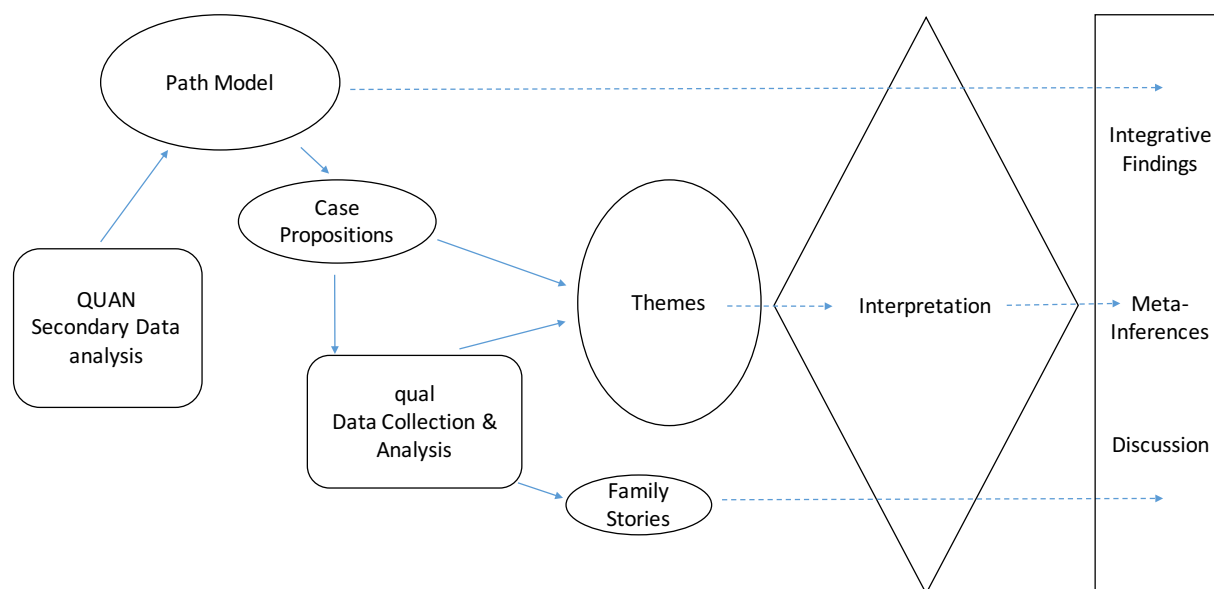 Path Model
Case
Propositions
QUAN
Secondary Data
analysis
qual
Data Collection &
Analysis
Themes
Family
Stories
Interpretation
Integrative
Findings
Meta-
Inferences
Discussion